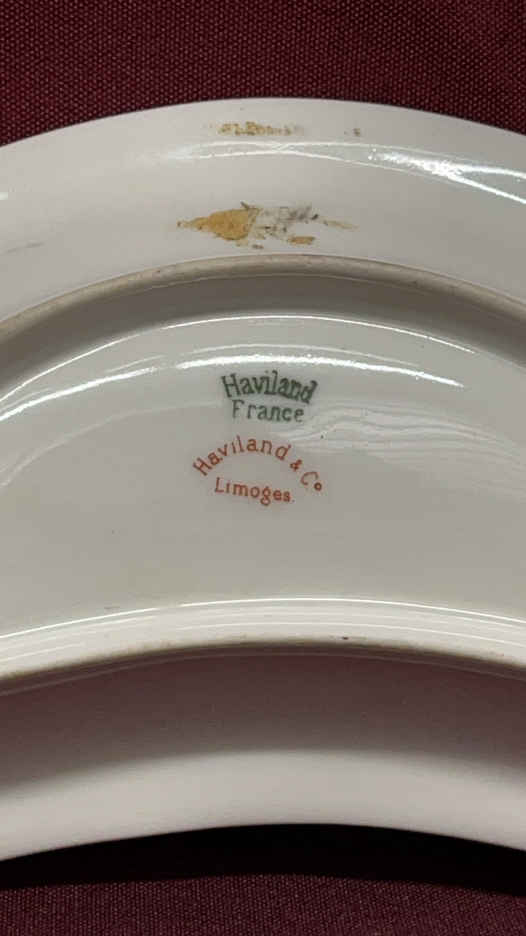 Haviland
France
Haviland & Co
Limoges